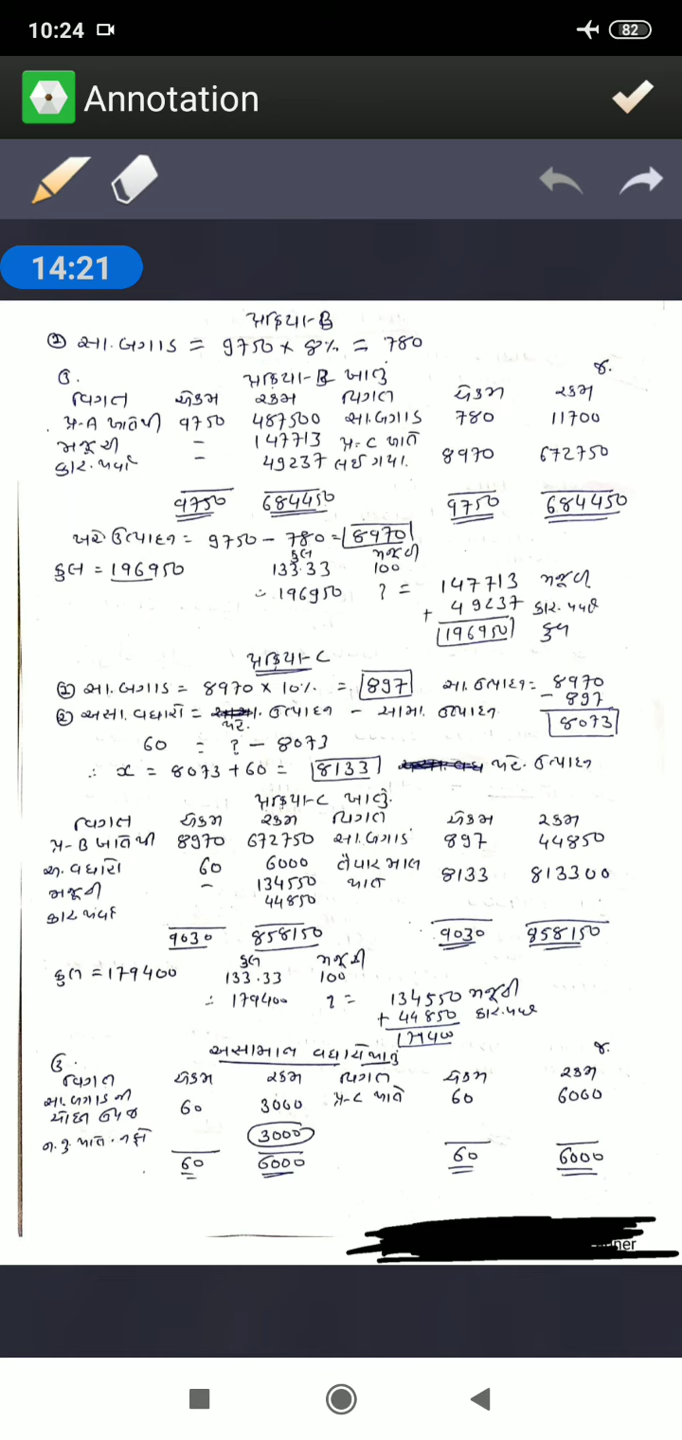 10:24
82
Annotation
14:21
પ્રક્રિયા-B
① સા. બગાડ = 9750 × 8% = 780
ઉ. પ્રક્રિયા-B ખાતું જ.
વિગત એકમ રકમ વિગત એકમ રકમ
પ્ર-A ખાતેથી 9750 487500 સા. બગાડ 780 11700
મજૂરી – 147713 પ્ર-C ખાતે
કાર. ખર્ચ – 49237 લઈ ગયા. 8970 672750
9750 684450 9750 684450
ખરે ઉત્પાદન = 9750 – 780 = 8970
કુલ મજૂરી
કુલ = 196950 133.33 100
∴ 196950 ? = 147713 મજૂરી
+ 49237 કાર. ખર્ચ
196950 કુલ
પ્રક્રિયા-C
① સા. બગાડ = 8970 × 10% = 897 સા. ઉત્પાદન = 8970
– 897
② અસા. વધારો = ખરે. ઉત્પાદન – સામા. ઉત્પાદન 8073
60 = ? – 8073
∴ x = 8073 + 60 = 8133 ખરે. ઉત્પાદન
પ્રક્રિયા-C ખાતું.
વિગત એકમ રકમ વિગત એકમ રકમ
પ્ર-B ખાતેથી 8970 672750 સા. બગાડ 897 44850
અ. વધારો 60 6000 તૈયાર માલ
મજૂરી – 134550 ખાતે 8133 813300
કાર ખર્ચ 44850
9030 858150 9030 858150
કુલ મજૂરી
કુલ = 179400 133.33 100
∴ 179400 ? = 134550 મજૂરી
+ 44850 કાર. ખર્ચ
179400
અસામાન્ય વધારો ખાતું
ઉ. જ.
વિગત એકમ રકમ વિગત એકમ રકમ
સા. બગાડની 60 3000 પ્ર-C ખાતે 60 6000
ઓછી ઉપજ
ન.નુ. ખાતે. નફો 3000
60 6000 60 6000